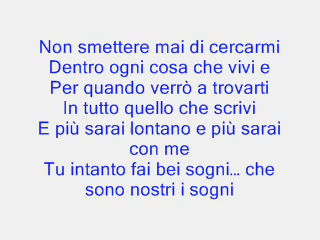 Non smettere mai di cercarmi
Dentro ogni cosa che vivi e
Per quando verrò a trovarti
In tutto quello che scrivi
E più sarai lontano e più sarai
con me
Tu intanto fai bei sogni... che
sono nostri i sogni